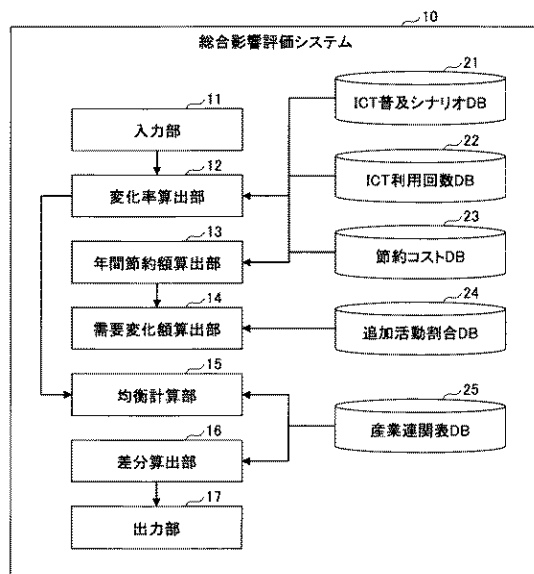 10
総合影響評価システム
11
入力部
12
変化率算出部
13
年間節約額算出部
14
需要変化額算出部
15
均衡計算部
16
差分算出部
17
出力部
21
ICT普及シナリオDB
22
ICT利用回数DB
23
節約コストDB
24
追加活動割合DB
25
産業連関表DB